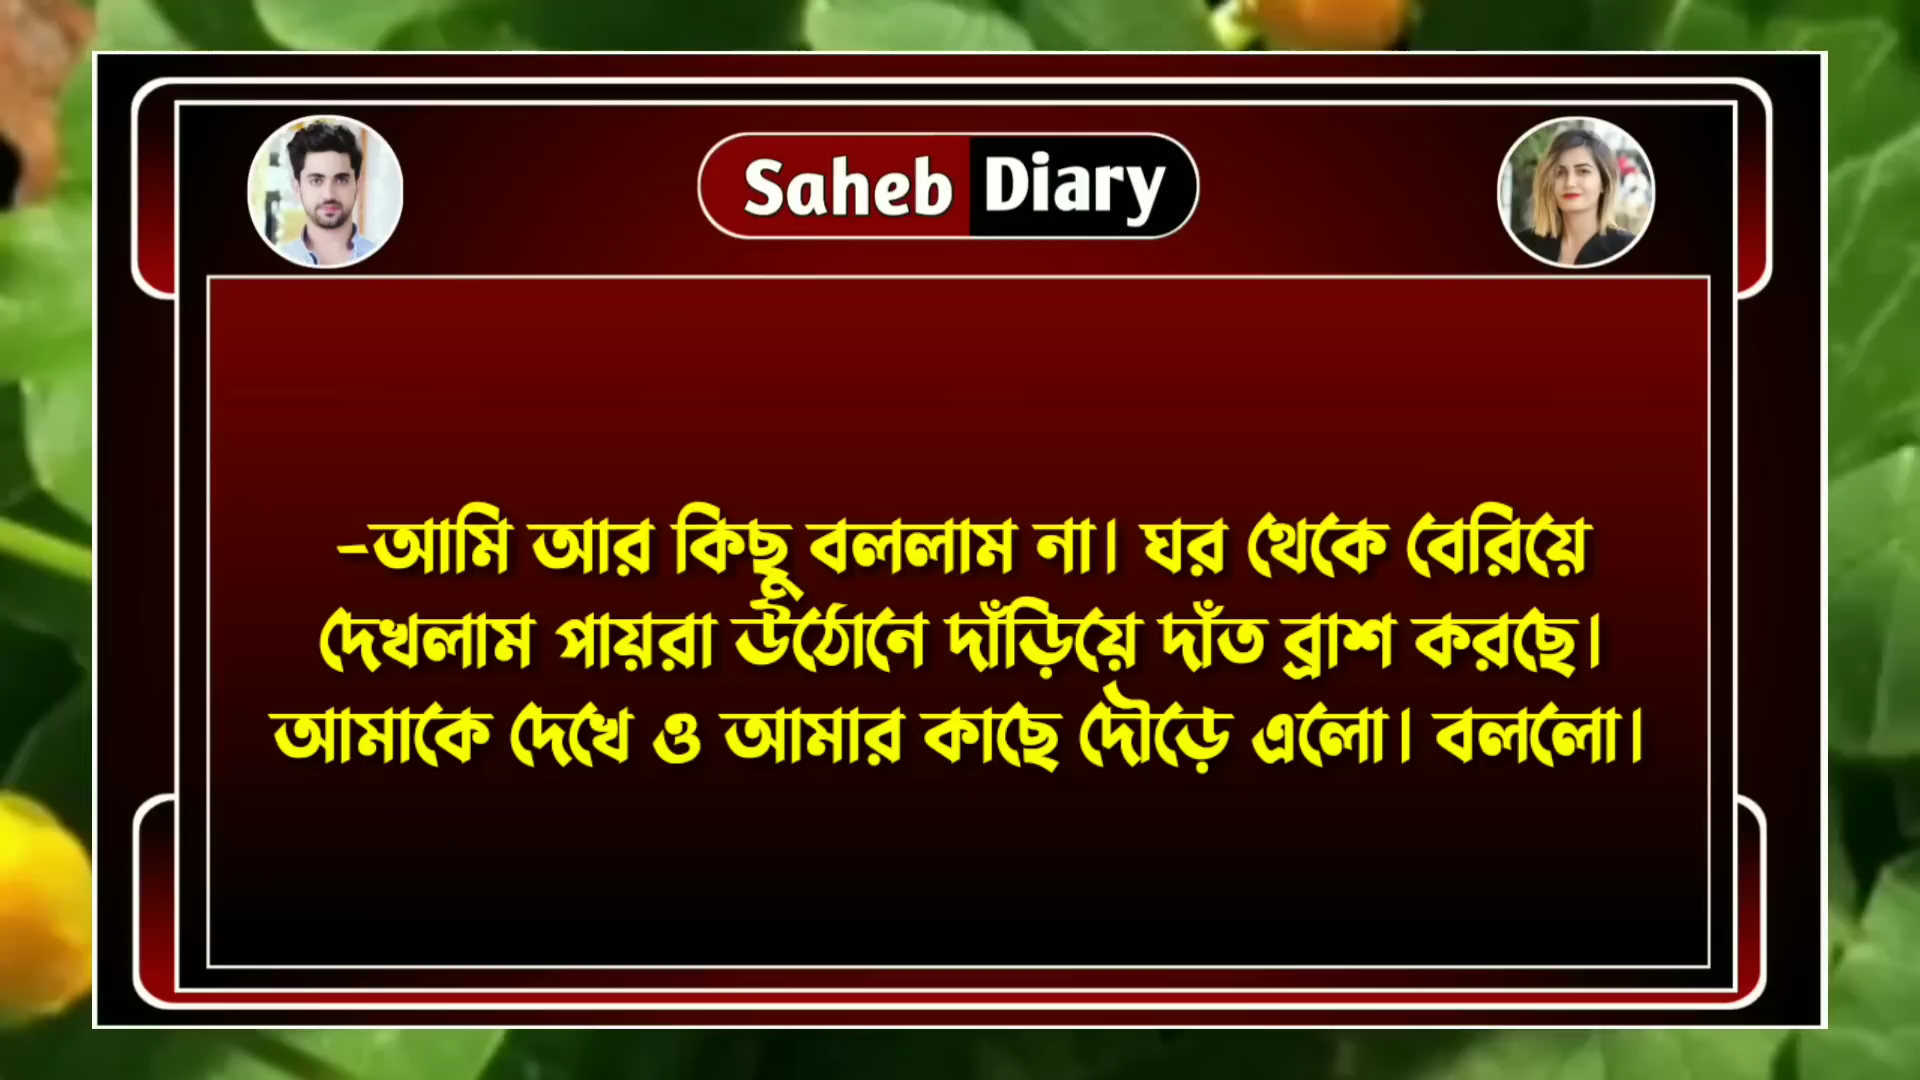 Saheb Diary
-আমি আর কিছু বললাম না। ঘর থেকে বেরিয়ে
দেখলাম পায়রা উঠোনে দাঁড়িয়ে দাঁত ব্রাশ করছে।
আমাকে দেখে ও আমার কাছে দৌড়ে এলো। বললো।